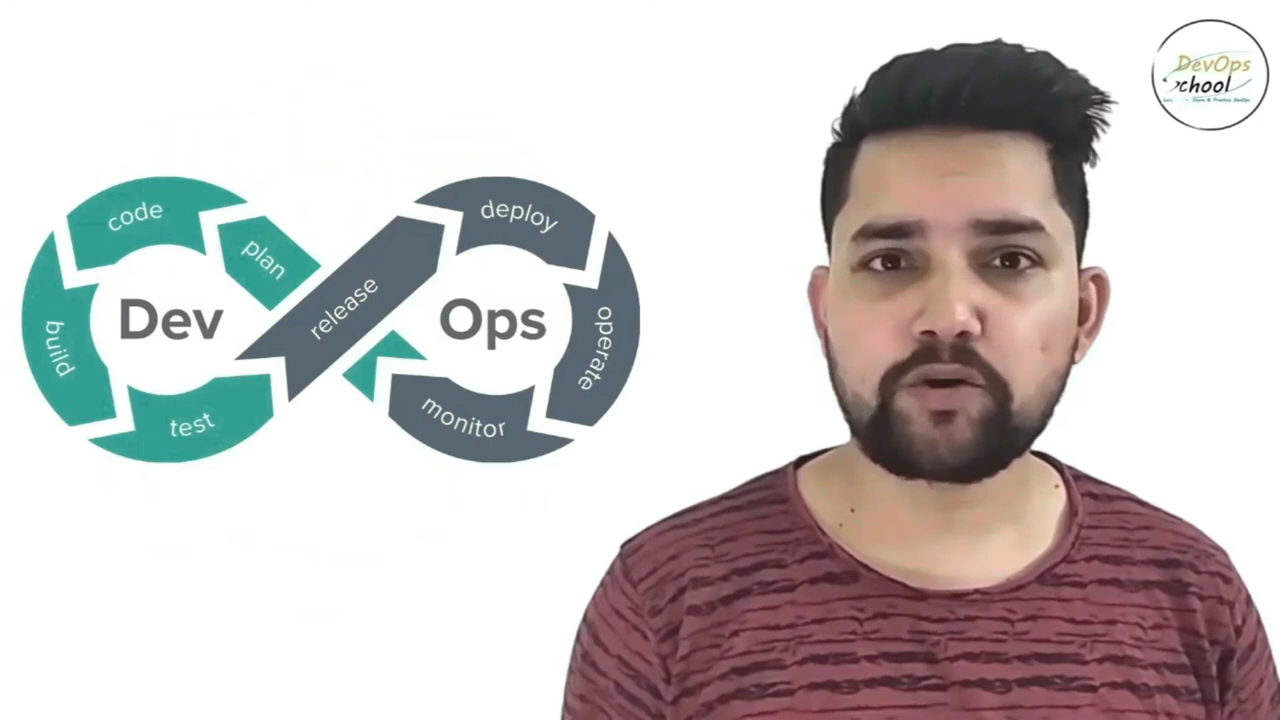 code
plan
build
Dev
test
release
deploy
Ops
operate
monitor
DevOps
School